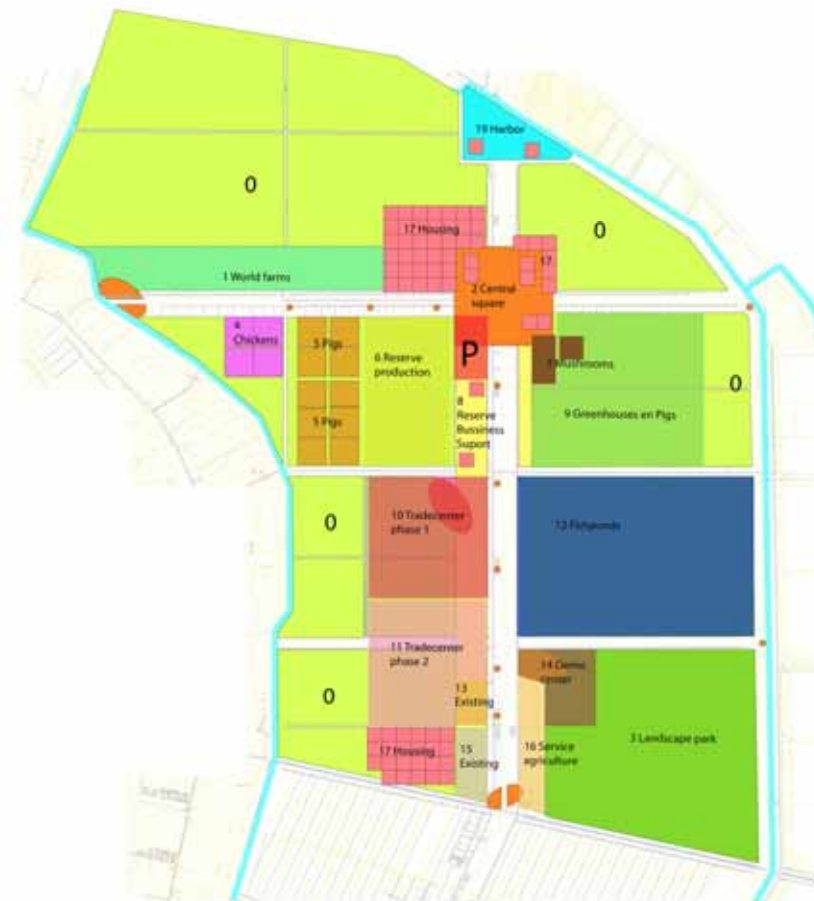 19 Harbor
0
0
17 Housing
17
1 World farms
2 Central
square
4
Chickens
5 Pigs
6 Reserve
production
P
Mushrooms
0
8
Reserve
Bussiness
Suport
5 Pigs
9 Greenhouses en Pigs
0
10 Tradecenter
phase 1
12 Fishponds
11 Tradecenter
phase 2
14 Demo
center
0
13
Existing
17 Housing
15
Existing
16 Service
agriculture
3 Landscape park